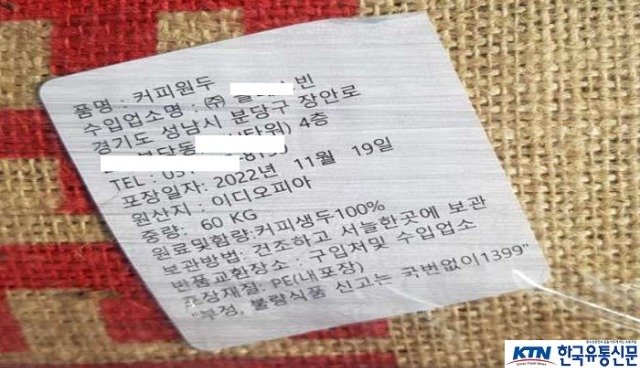 품명 : 커피원두
수입업소명 : ㈜ 빈
경기도 성남시 분당구 장안로
4층
TEL : 031
포장일자: 2022년 11월 19일
원산지 : 이디오피아
중량: 60 KG
원료및함량:커피생두100%
보관방법: 건조하고 서늘한곳에 보관
반품교환장소 : 구입처및 수입업소
포장재질: PE(내포장)
"부정, 불량식품 신고는 국번없이1399"
KTN 한국유통신문